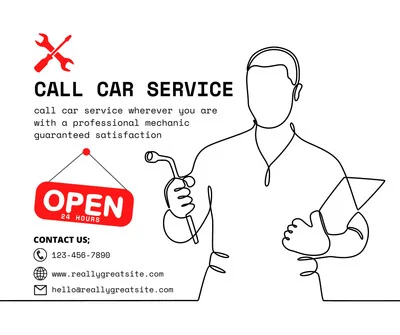 CALL CAR SERVICE
call car service wherever you are
with a professional mechanic
guaranteed satisfaction
OPEN
24 HOURS
CONTACT US;
123-456-7890
www.reallygreatsite.com
hello@reallygreatsite.com